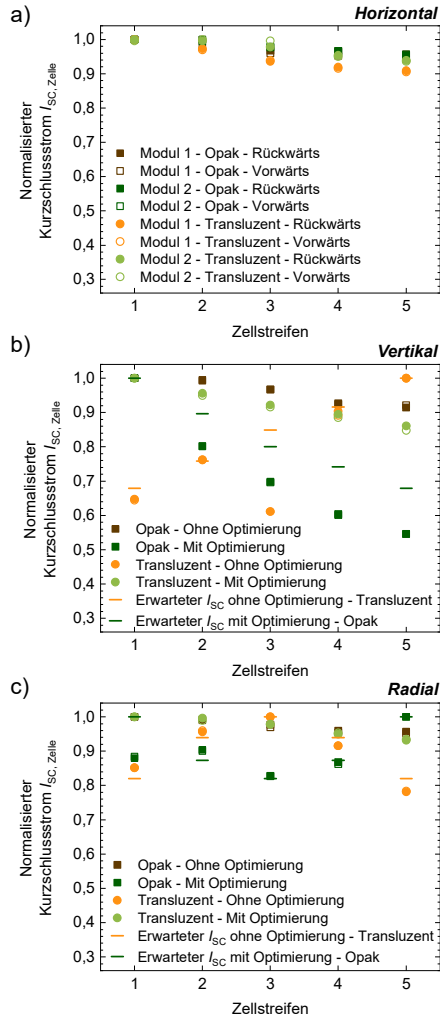 a)
Horizontal
1,0
0,9
0,8
0,7
0,6
0,5
0,4
0,3
Normalisierter
Kurzschlussstrom I_SC, Zelle
Modul 1 - Opak - Rückwärts
Modul 1 - Opak - Vorwärts
Modul 2 - Opak - Rückwärts
Modul 2 - Opak - Vorwärts
Modul 1 - Transluzent - Rückwärts
Modul 1 - Transluzent - Vorwärts
Modul 2 - Transluzent - Rückwärts
Modul 2 - Transluzent - Vorwärts
1 2 3 4 5
Zellstreifen
b)
Vertikal
1,0
0,9
0,8
0,7
0,6
0,5
0,4
0,3
Normalisierter
Kurzschlussstrom I_SC, Zelle
Opak - Ohne Optimierung
Opak - Mit Optimierung
Transluzent - Ohne Optimierung
Transluzent - Mit Optimierung
Erwarteter I_SC ohne Optimierung - Transluzent
Erwarteter I_SC mit Optimierung - Opak
1 2 3 4 5
Zellstreifen
c)
Radial
1,0
0,9
0,8
0,7
0,6
0,5
0,4
0,3
Normalisierter
Kurzschlussstrom I_SC, Zelle
Opak - Ohne Optimierung
Opak - Mit Optimierung
Transluzent - Ohne Optimierung
Transluzent - Mit Optimierung
Erwarteter I_SC ohne Optimierung - Transluzent
Erwarteter I_SC mit Optimierung - Opak
1 2 3 4 5
Zellstreifen